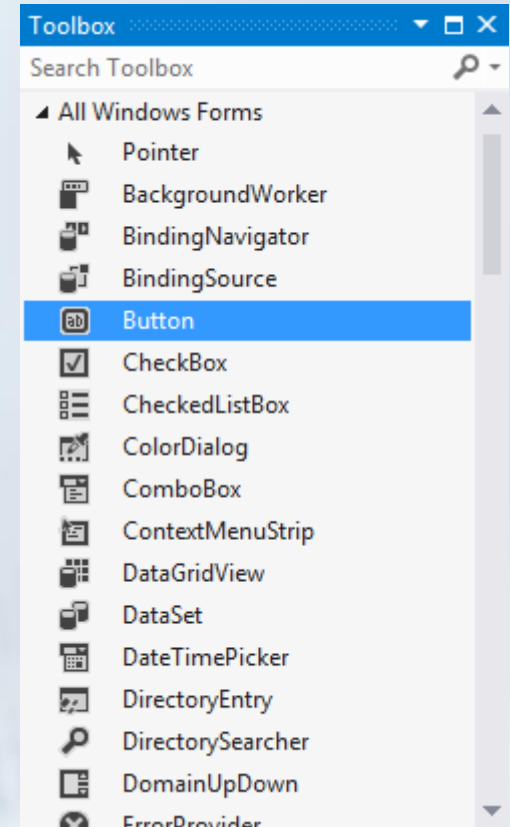 Toolbox
Search Toolbox
All Windows Forms
Pointer
BackgroundWorker
BindingNavigator
BindingSource
Button
CheckBox
CheckedListBox
ColorDialog
ComboBox
ContextMenuStrip
DataGridView
DataSet
DateTimePicker
DirectoryEntry
DirectorySearcher
DomainUpDown
ErrorProvider